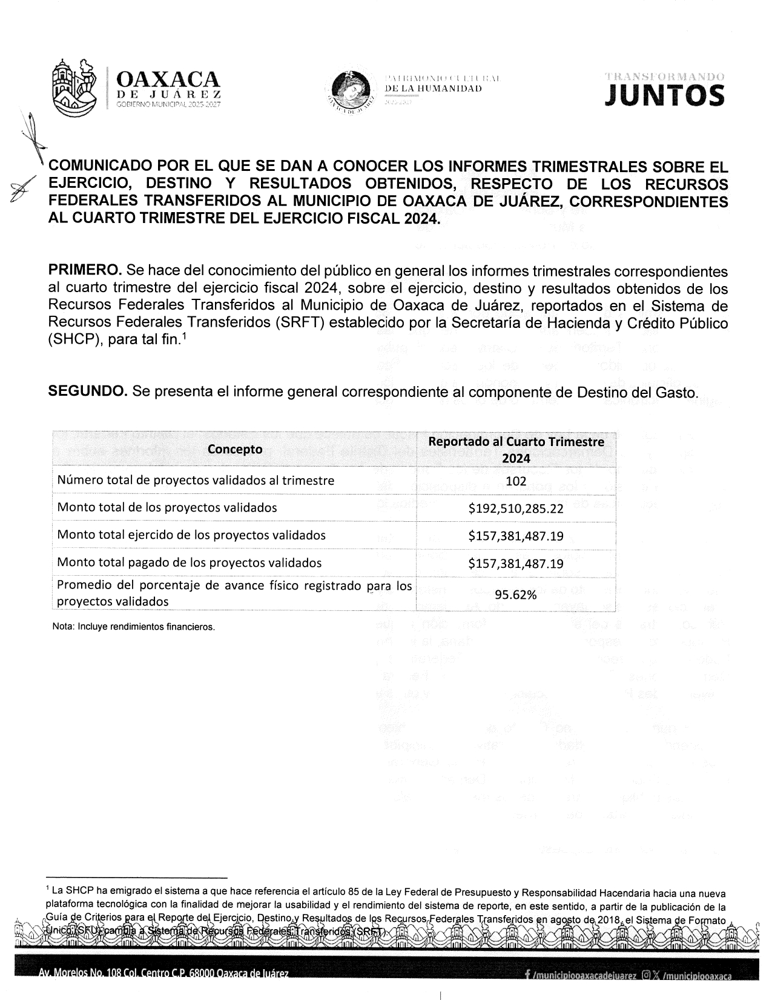 OAXACA
DE JUÁREZ
GOBIERNO MUNICIPAL 2025-2027
PATRIMONIO CULTURAL
DE LA HUMANIDAD
2025-2027
OAXACA DE JUÁREZ
TRANSFORMANDO
JUNTOS
COMUNICADO POR EL QUE SE DAN A CONOCER LOS INFORMES TRIMESTRALES SOBRE EL
EJERCICIO, DESTINO Y RESULTADOS OBTENIDOS, RESPECTO DE LOS RECURSOS
FEDERALES TRANSFERIDOS AL MUNICIPIO DE OAXACA DE JUÁREZ, CORRESPONDIENTES
AL CUARTO TRIMESTRE DEL EJERCICIO FISCAL 2024.
PRIMERO. Se hace del conocimiento del público en general los informes trimestrales correspondientes
al cuarto trimestre del ejercicio fiscal 2024, sobre el ejercicio, destino y resultados obtenidos de los
Recursos Federales Transferidos al Municipio de Oaxaca de Juárez, reportados en el Sistema de
Recursos Federales Transferidos (SRFT) establecido por la Secretaría de Hacienda y Crédito Público
(SHCP), para tal fin.¹
SEGUNDO. Se presenta el informe general correspondiente al componente de Destino del Gasto.
Concepto
Reportado al Cuarto Trimestre
2024
Número total de proyectos validados al trimestre
102
Monto total de los proyectos validados
$192,510,285.22
Monto total ejercido de los proyectos validados
$157,381,487.19
Monto total pagado de los proyectos validados
$157,381,487.19
Promedio del porcentaje de avance físico registrado para los
proyectos validados
95.62%
Nota: Incluye rendimientos financieros.
¹ La SHCP ha emigrado el sistema a que hace referencia el artículo 85 de la Ley Federal de Presupuesto y Responsabilidad Hacendaria hacia una nueva
plataforma tecnológica con la finalidad de mejorar la usabilidad y el rendimiento del sistema de reporte, en este sentido, a partir de la publicación de la
Guía de Criterios para el Reporte del Ejercicio, Destino y Resultados de los Recursos Federales Transferidos en agosto de 2018, el Sistema de Formato
Único (SFU) cambia a Sistema de Recursos Federales Transferidos (SRFT).
Av. Morelos No. 108 Col. Centro C.P. 68000 Oaxaca de Juárez
/municipiooaxacadejuarez /municipiooaxaca